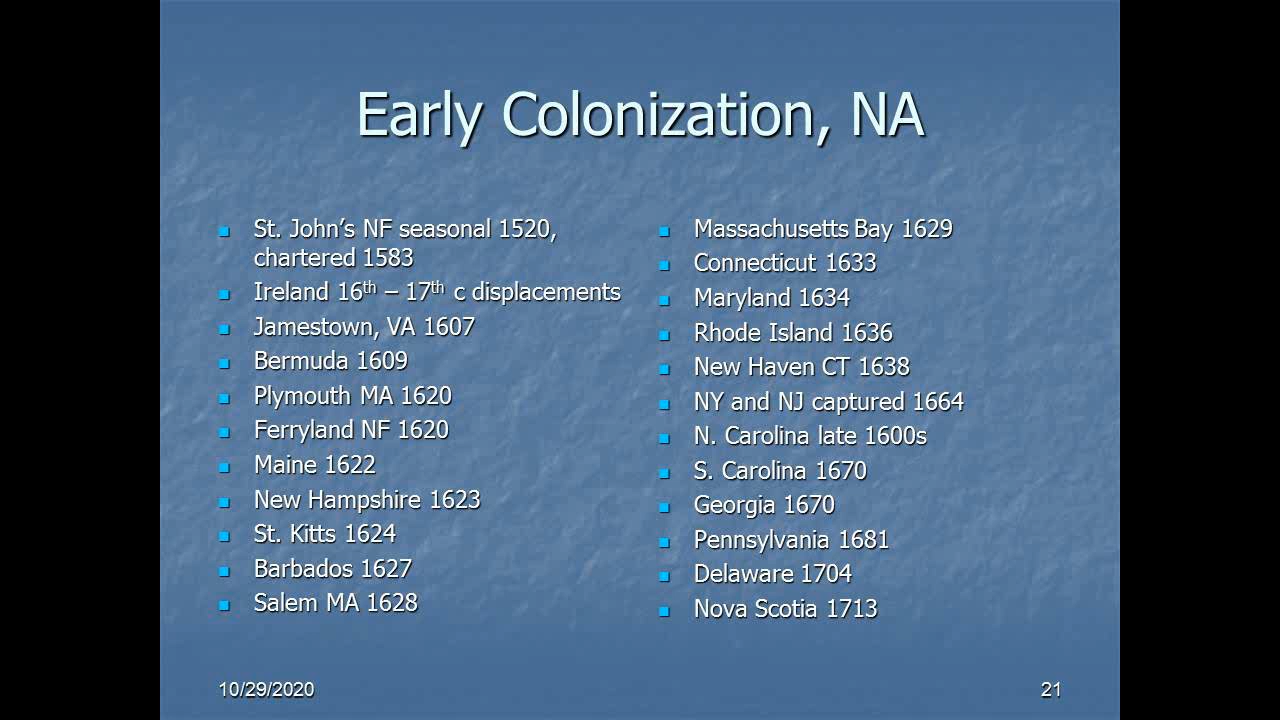 Early Colonization, NA
St. John’s NF seasonal 1520,
chartered 1583
Ireland 16th – 17th c displacements
Jamestown, VA 1607
Bermuda 1609
Plymouth MA 1620
Ferryland NF 1620
Maine 1622
New Hampshire 1623
St. Kitts 1624
Barbados 1627
Salem MA 1628
Massachusetts Bay 1629
Connecticut 1633
Maryland 1634
Rhode Island 1636
New Haven CT 1638
NY and NJ captured 1664
N. Carolina late 1600s
S. Carolina 1670
Georgia 1670
Pennsylvania 1681
Delaware 1704
Nova Scotia 1713
10/29/2020
21